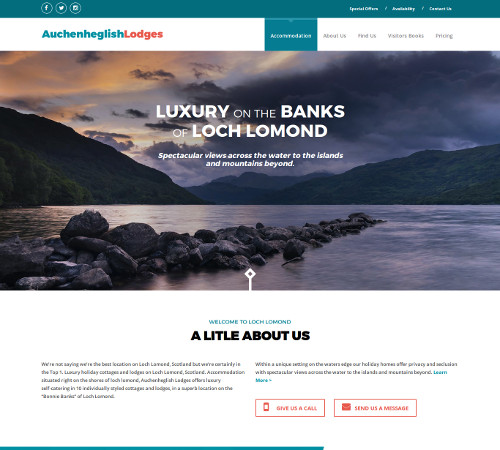 Special Offers / Availability / Contact Us
AuchenheglishLodges
Accommodation About Us Find Us Visitors Books Pricing
LUXURY ON THE BANKS
OF LOCH LOMOND
Spectacular views across the water to the islands
and mountains beyond.
WELCOME TO LOCH LOMOND
A LITLE ABOUT US
We're not saying we're the best location on Loch Lomond, Scotland but we're certainly in
the Top 1. Luxury holiday cottages and lodges on Loch Lomond, Scotland. Accommodation
situated right on the shores of loch lomond, Auchenheglish Lodges offers luxury
self catering in 10 individually styled cottages and lodges, in a superb location on the
"Bonnie Banks" of Loch Lomond.
Within a unique setting on the waters edge our holiday homes offer privacy and seclusion
with spectacular views across the water to the islands and mountains beyond. Learn
More >
GIVE US A CALL
SEND US A MESSAGE